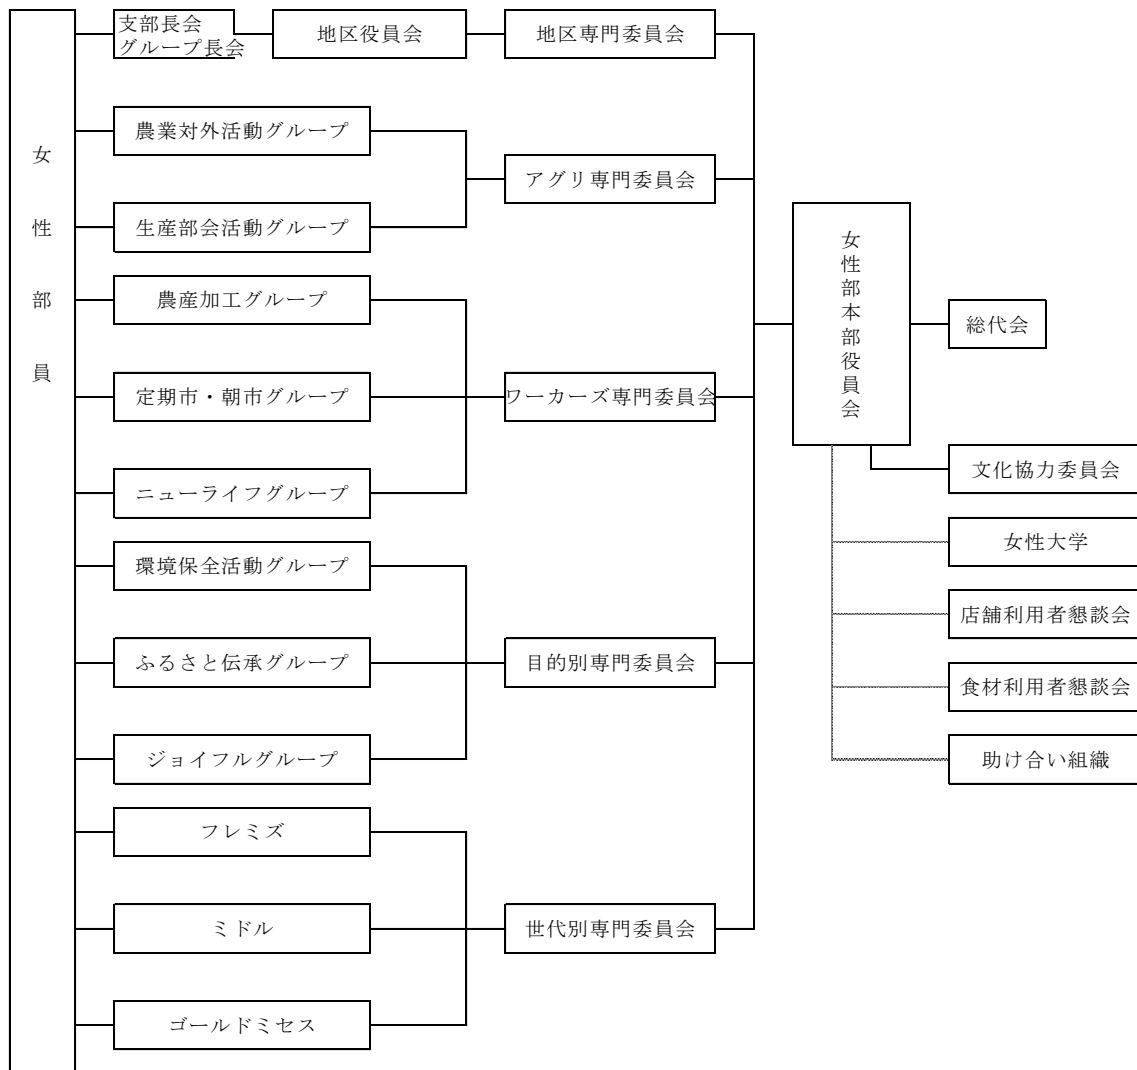 女性部員
支部長会
グループ長会
地区役員会
地区専門委員会
農業対外活動グループ
生産部会活動グループ
アグリ専門委員会
農産加工グループ
定期市・朝市グループ
ニューライフグループ
ワーカーズ専門委員会
環境保全活動グループ
ふるさと伝承グループ
ジョイフルグループ
目的別専門委員会
フレミズ
ミドル
ゴールドミセス
世代別専門委員会
女性部本部役員会
総代会
文化協力委員会
女性大学
店舗利用者懇談会
食材利用者懇談会
助け合い組織